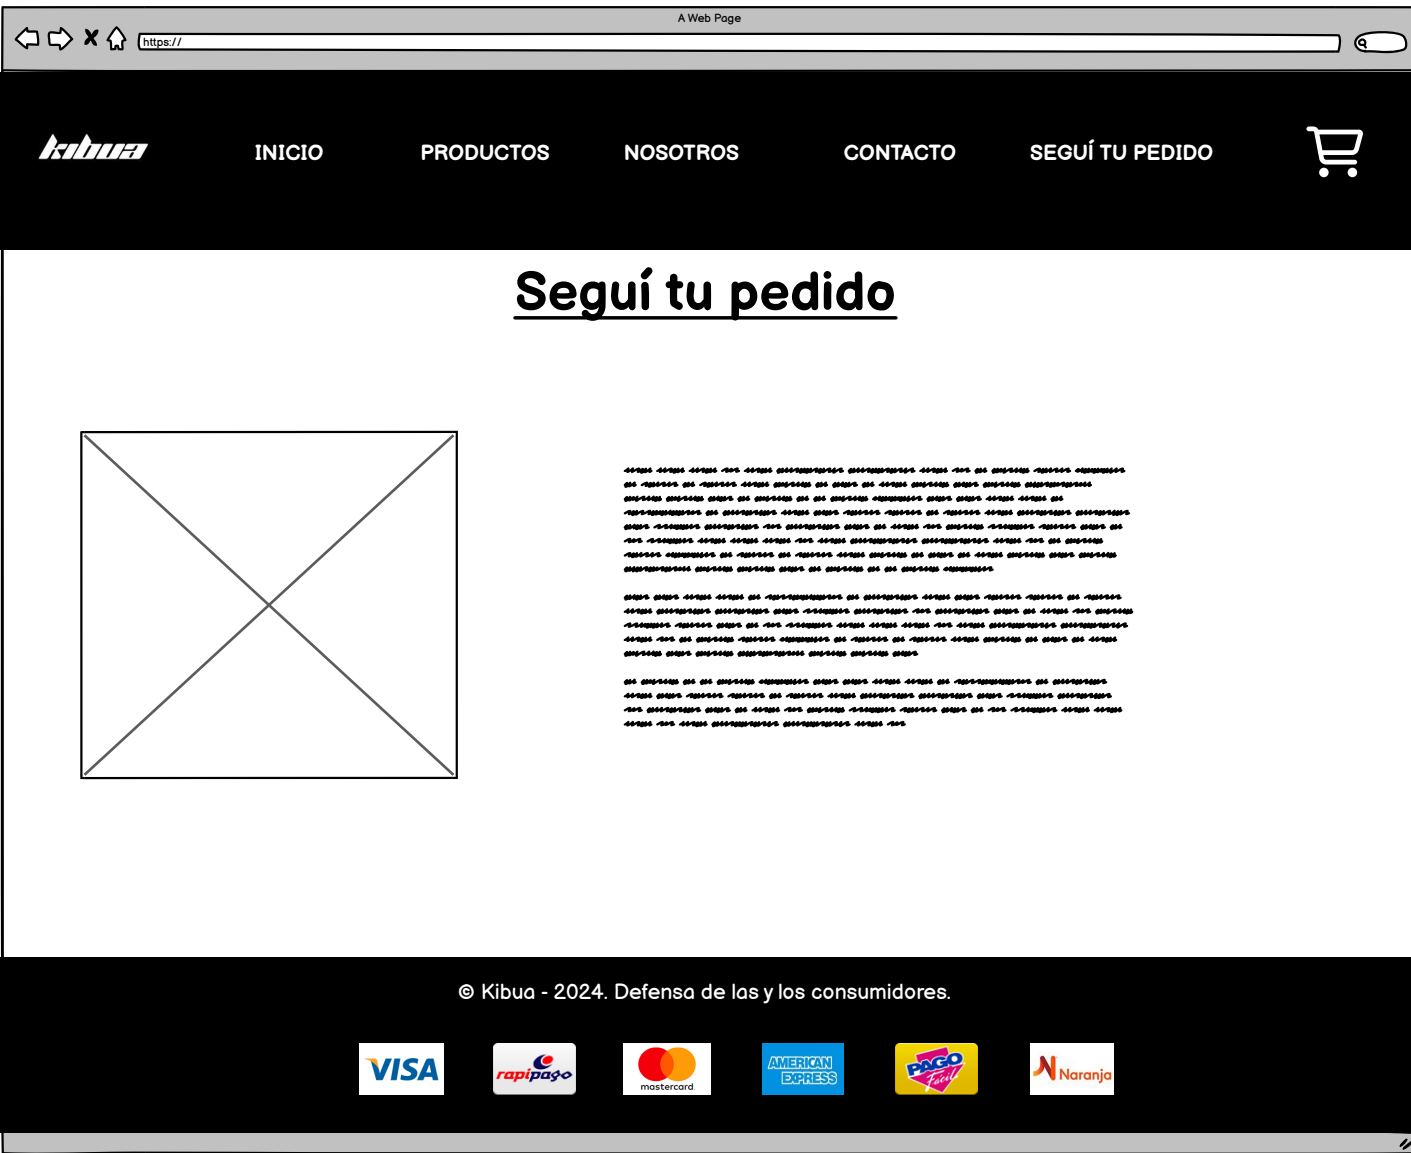 A Web Page
https://
kibua
INICIO
PRODUCTOS
NOSOTROS
CONTACTO
SEGUÍ TU PEDIDO
Seguí tu pedido
© Kibua - 2024. Defensa de las y los consumidores.
VISA
rapipago
mastercard.
AMERICAN
EXPRESS
PAGO
Fácil
Naranja